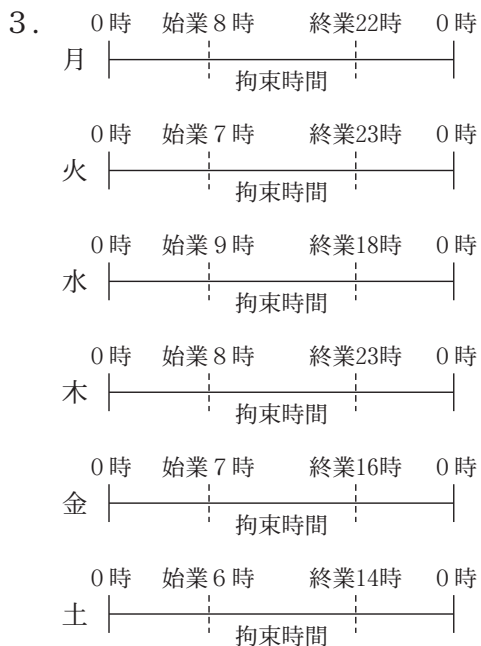 3. 0時 始業8時 終業22時 0時
月
拘束時間
0時 始業7時 終業23時 0時
火
拘束時間
0時 始業9時 終業18時 0時
水
拘束時間
0時 始業8時 終業23時 0時
木
拘束時間
0時 始業7時 終業16時 0時
金
拘束時間
0時 始業6時 終業14時 0時
土
拘束時間